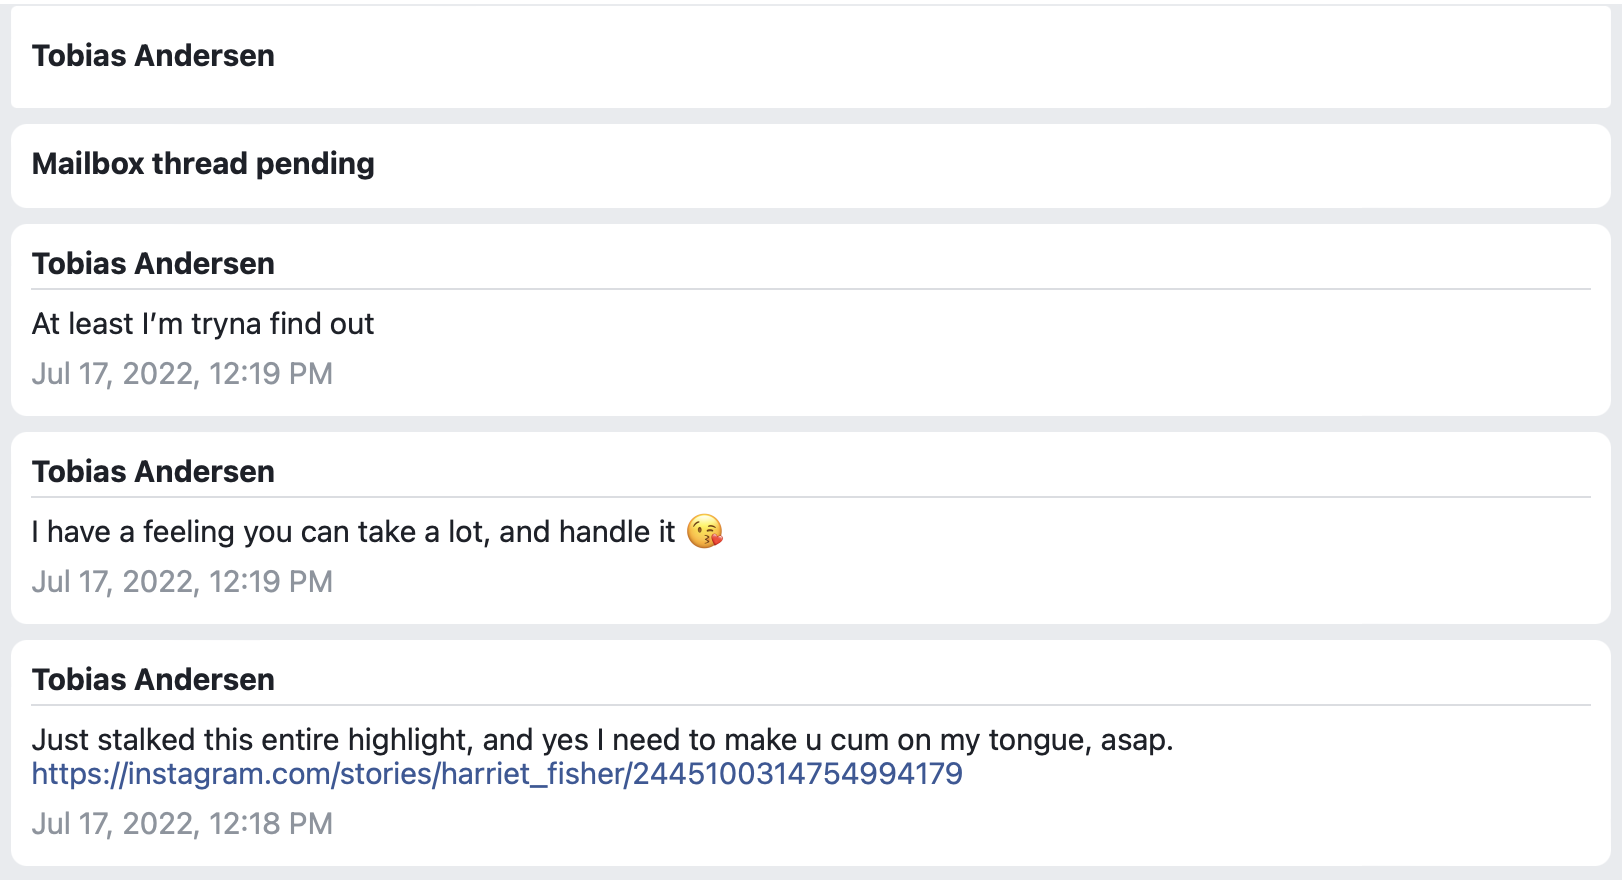 Tobias Andersen
Mailbox thread pending
Tobias Andersen
At least I’m tryna find out
Jul 17, 2022, 12:19 PM
Tobias Andersen
I have a feeling you can take a lot, and handle it 😘
Jul 17, 2022, 12:19 PM
Tobias Andersen
Just stalked this entire highlight, and yes I need to make u cum on my tongue, asap.
https://instagram.com/stories/harriet_fisher/2445100314754994179
Jul 17, 2022, 12:18 PM